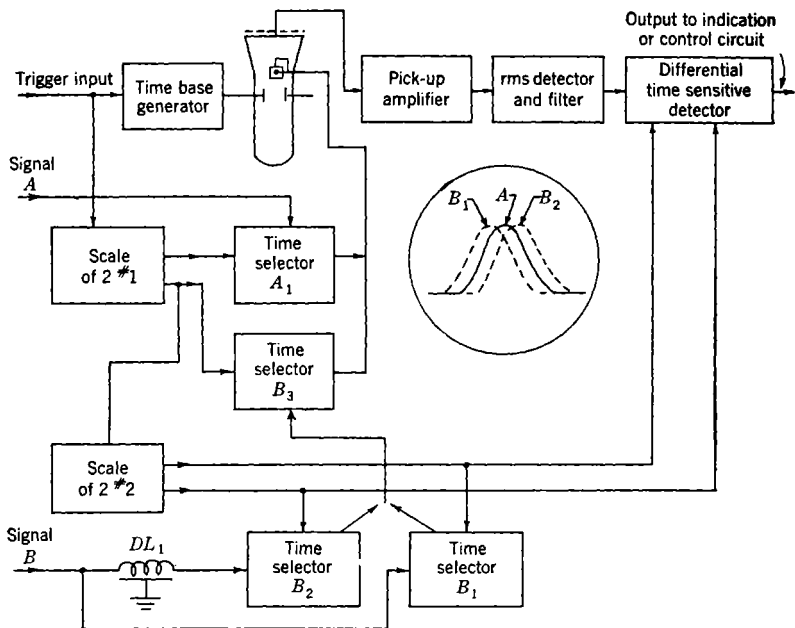 Output to indication
or control circuit
Trigger input
Time base
generator
Pick-up
amplifier
rms detector
and filter
Differential
time sensitive
detector
Signal
A
Scale
of 2 #1
Time
selector
A₁
B₁
A
B₂
Time
selector
B₃
Scale
of 2 #2
Signal
B
DL₁
Time
selector
B₂
Time
selector
B₁